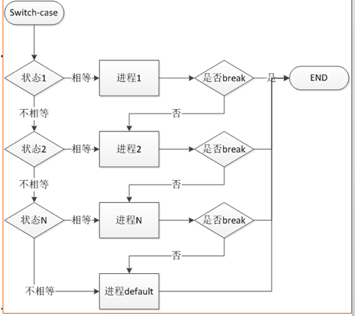 Switch-case
状态1
相等
进程1
是否break
是
END
不相等
否
状态2
相等
进程2
是否break
不相等
否
状态N
相等
进程N
是否break
否
不相等
进程default